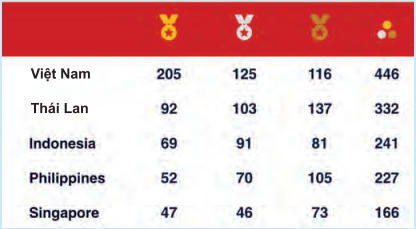 Việt Nam 205 125 116 446
Thái Lan 92 103 137 332
Indonesia 69 91 81 241
Philippines 52 70 105 227
Singapore 47 46 73 166